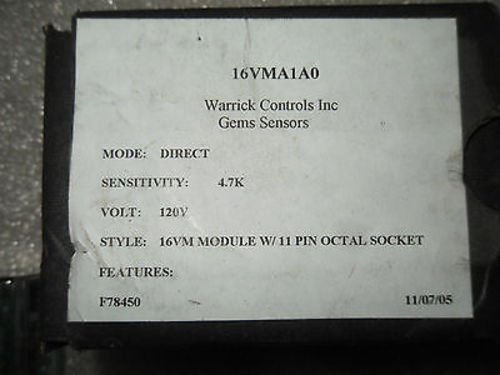 16VMA1A0
Warrick Controls Inc
Gems Sensors
MODE: DIRECT
SENSITIVITY: 4.7K
VOLT: 120V
STYLE: 16VM MODULE W/ 11 PIN OCTAL SOCKET
FEATURES:
F78450 11/07/05